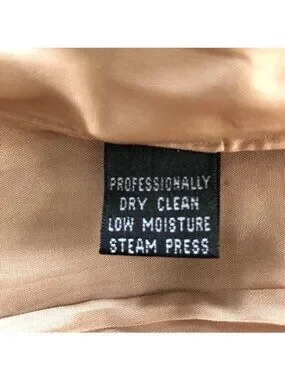 PROFESSIONALLY
DRY CLEAN
LOW MOISTURE
STEAM PRESS